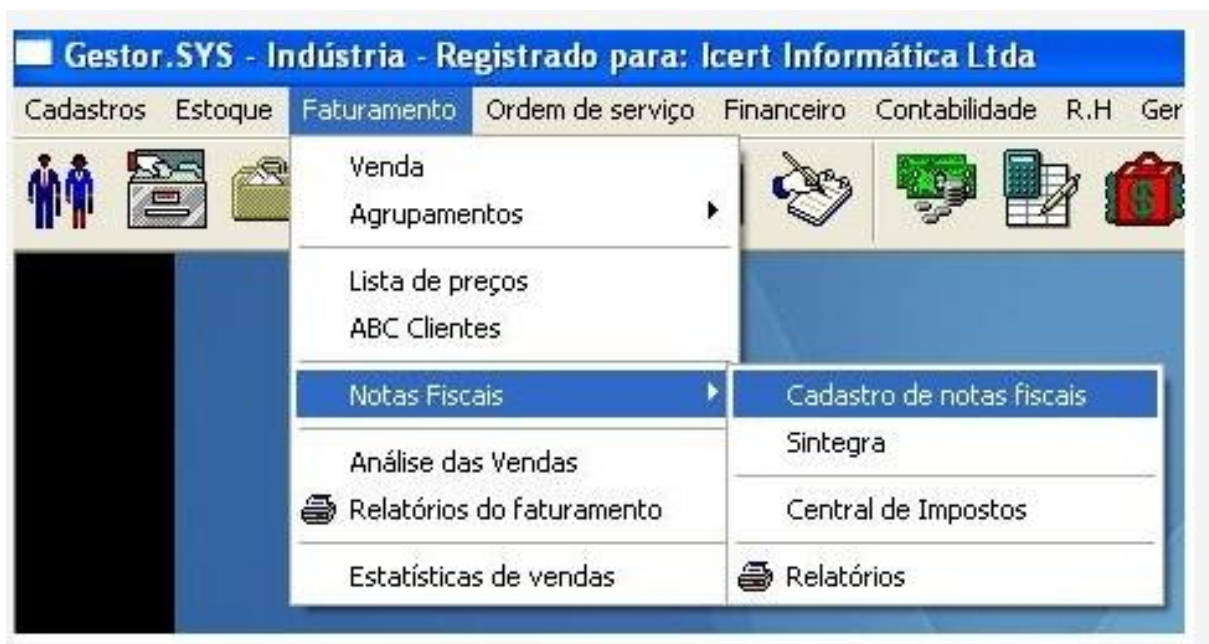 Gestor.SYS - Indústria - Registrado para: Icert Informática Ltda
Cadastros Estoque Faturamento Ordem de serviço Financeiro Contabilidade R.H Ger
Venda
Agrupamentos
Lista de preços
ABC Clientes
Notas Fiscais
Análise das Vendas
Relatórios do faturamento
Estatísticas de vendas
Cadastro de notas fiscais
Sintegra
Central de Impostos
Relatórios